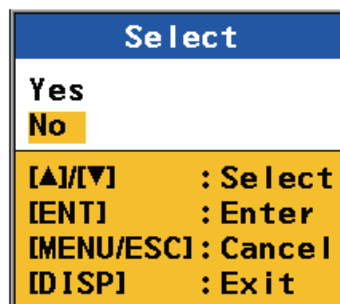 Select
Yes
No
[▲]/[▼] :Select
[ENT] :Enter
[MENU/ESC]:Cancel
[DISP] :Exit